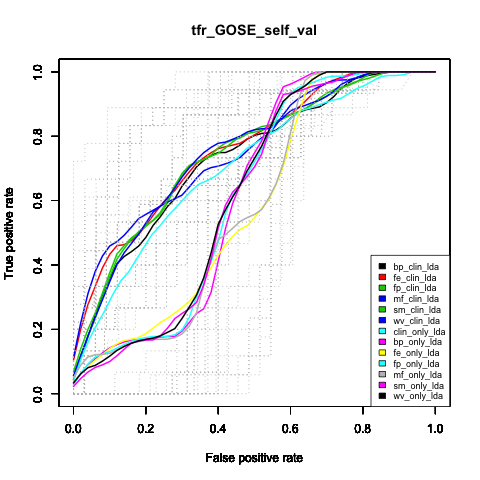 tfr_GOSE_self_val
True positive rate
1.0
0.8
0.6
0.4
0.2
0.0
bp_clin_lda
fe_clin_lda
fp_clin_lda
mf_clin_lda
sm_clin_lda
wv_clin_lda
clin_only_lda
bp_only_lda
fe_only_lda
fp_only_lda
mf_only_lda
sm_only_lda
wv_only_lda
0.0 0.2 0.4 0.6 0.8 1.0
False positive rate